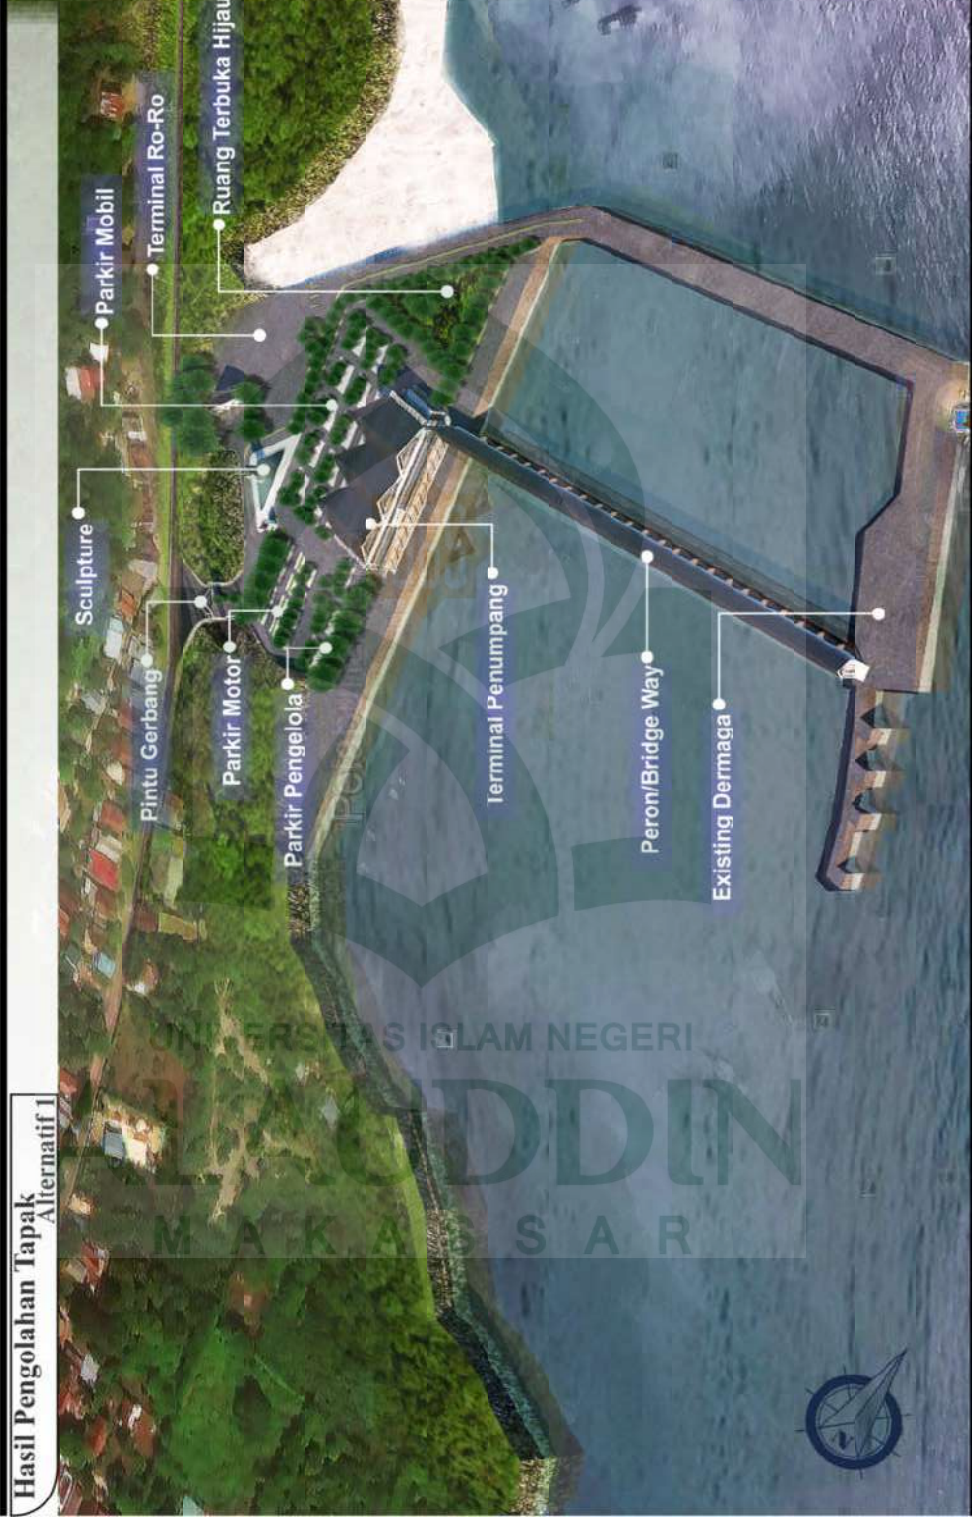 Hasil Pengolahan Tapak
Alternatif 1
Sculpture
Parkir Mobil
Pintu Gerbang
Terminal Ro-Ro
Parkir Motor
Ruang Terbuka Hijau
Parkir Pengelola
Terminal Penumpang
Peron/Bridge Way
Existing Dermaga
UNIVERSITAS ISLAM NEGERI
ALAUDDIN
MAKASSAR